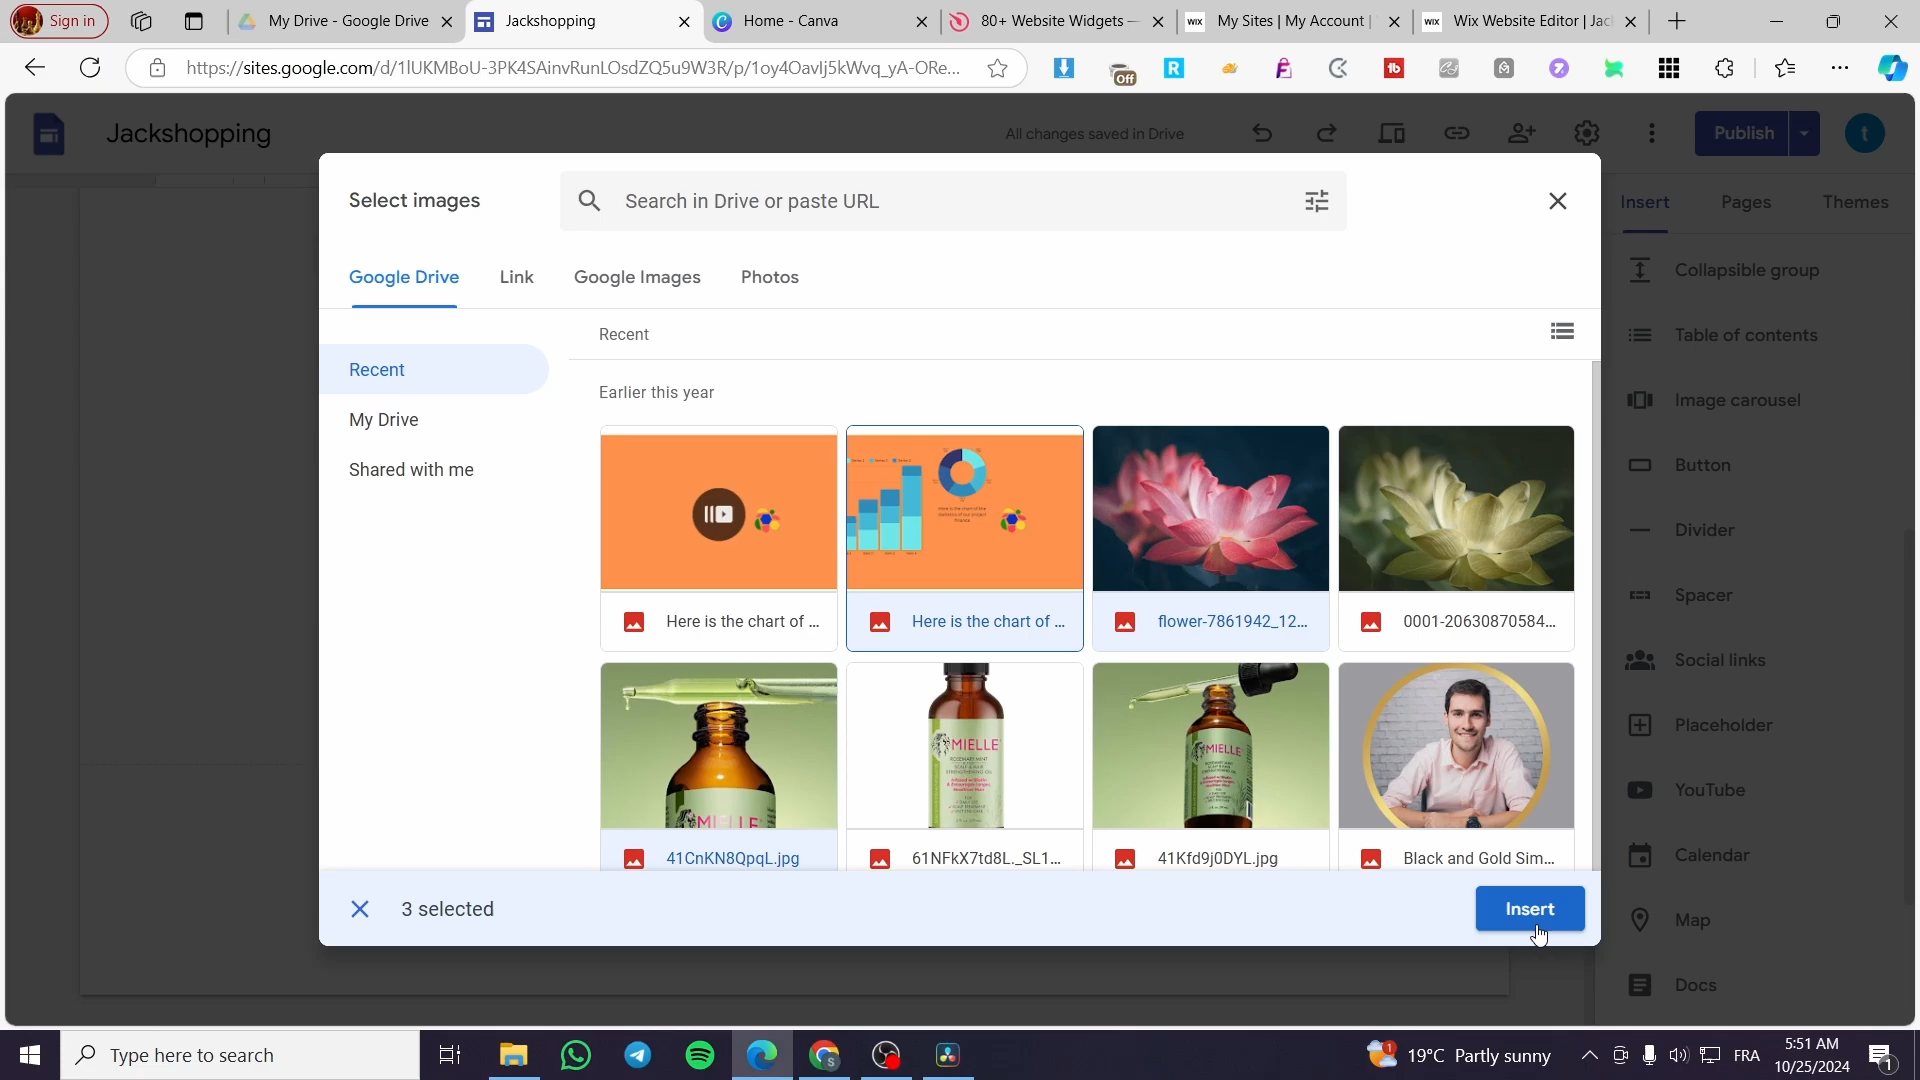 Sign in
My Drive - Google Drive
Jackshopping
Home - Canva
80+ Website Widgets —
My Sites | My Account |
Wix Website Editor | Jac
https://sites.google.com/d/1lUKMBoU-3PK4SAinvRunLOsdZQ5u9W3R/p/1oy4Oavlj5kWvq_yA-ORe...
Off
Jackshopping
All changes saved in Drive
Publish
t
Select images
Search in Drive or paste URL
Insert
Pages
Themes
Google Drive
Link
Google Images
Photos
Recent
Earlier this year
Recent
My Drive
Shared with me
Here is the chart of ...
Here is the chart of ...
flower-7861942_12...
0001-20630870584...
MIELLE
MIELLE
MIELLE
41CnKN8QpqL.jpg
61NFkX7td8L._SL1...
41Kfd9j0DYL.jpg
Black and Gold Sim...
3 selected
Insert
Collapsible group
Table of contents
Image carousel
Button
Divider
Spacer
Social links
Placeholder
YouTube
Calendar
Map
Docs
Type here to search
19°C Partly sunny
FRA
5:51 AM
10/25/2024
1